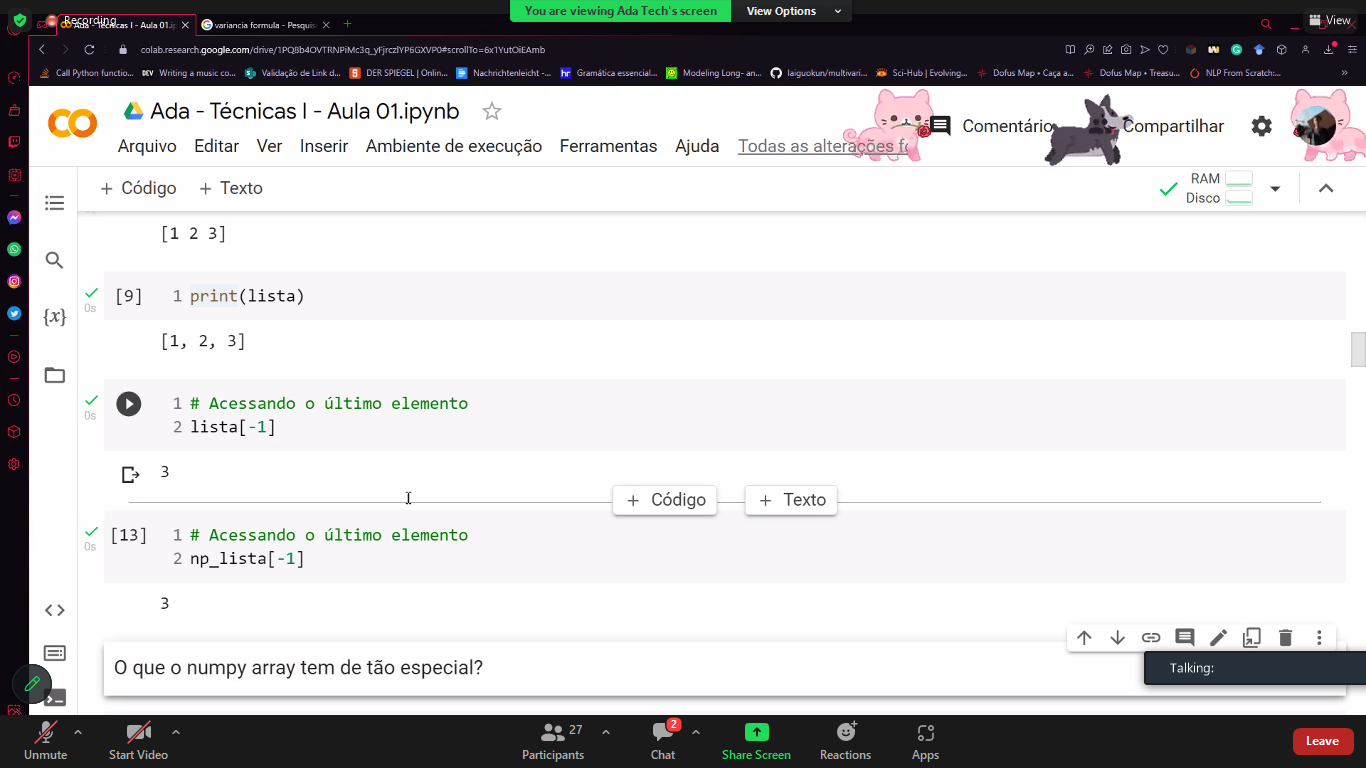 You are viewing Ada Tech's screen View Options
Recording
Ada - Técnicas I - Aula 01.ip
variancia formula - Pesquis
View
colab.research.google.com/drive/1PQ8b4OVTRNPiMc3q_yFjrczlYP6GXVP0#scrollTo=6x1YutOiEAmb
Call Python functio... DEV Writing a music co... Validação de Link d... DER SPIEGEL | Onlin... Nachrichtenleicht -... hr Gramática essencial... Modeling Long- an... laiguokun/multivari... Sci-Hub | Evolving... Dofus Map • Caça a... Dofus Map • Treasu... NLP From Scratch:... »
CO Ada - Técnicas I - Aula 01.ipynb
Comentário Compartilhar
Arquivo Editar Ver Inserir Ambiente de execução Ferramentas Ajuda Todas as alterações f
+ Código + Texto
RAM
Disco
[1 2 3]
[9] 1 print(lista)
0s
[1, 2, 3]
1 # Acessando o último elemento
0s
2 lista[-1]
3
+ Código + Texto
[13] 1 # Acessando o último elemento
0s
2 np_lista[-1]
3
O que o numpy array tem de tão especial?
Talking:
27
2
Unmute Start Video Participants Chat Share Screen Reactions Apps Leave